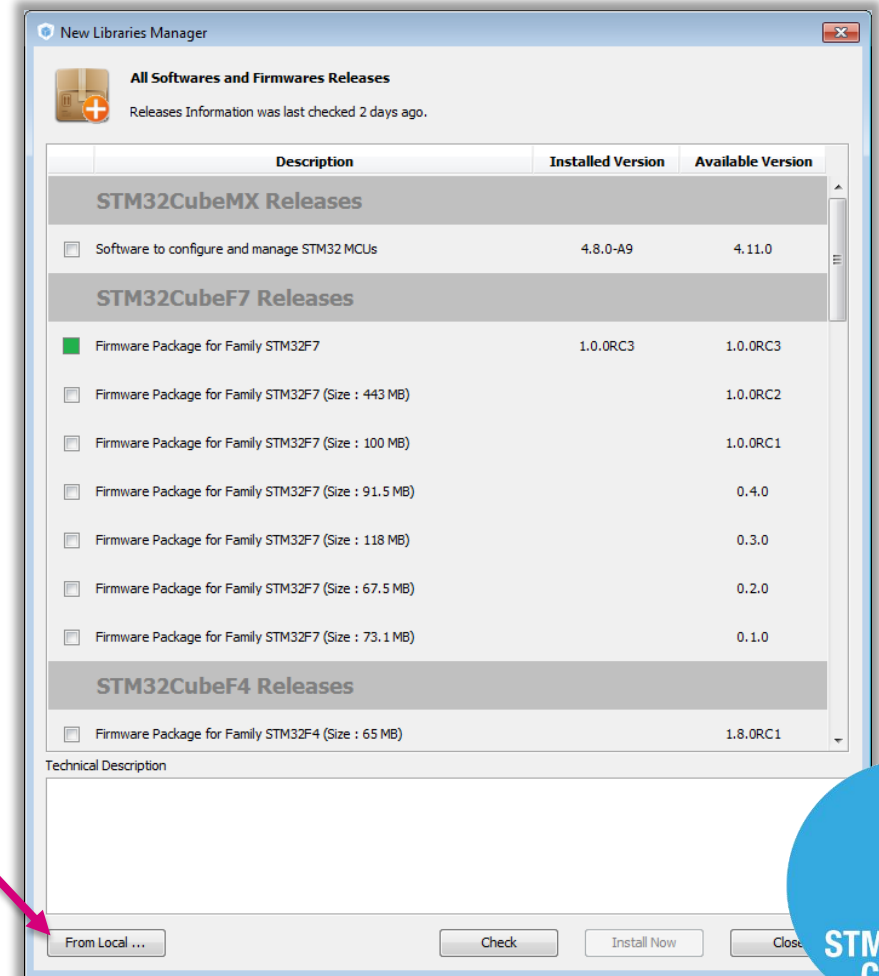 New Libraries Manager
All Softwares and Firmwares Releases
Releases Information was last checked 2 days ago.
Description Installed Version Available Version
STM32CubeMX Releases
Software to configure and manage STM32 MCUs 4.8.0-A9 4.11.0
STM32CubeF7 Releases
Firmware Package for Family STM32F7 1.0.0RC3 1.0.0RC3
Firmware Package for Family STM32F7 (Size : 443 MB) 1.0.0RC2
Firmware Package for Family STM32F7 (Size : 100 MB) 1.0.0RC1
Firmware Package for Family STM32F7 (Size : 91.5 MB) 0.4.0
Firmware Package for Family STM32F7 (Size : 118 MB) 0.3.0
Firmware Package for Family STM32F7 (Size : 67.5 MB) 0.2.0
Firmware Package for Family STM32F7 (Size : 73.1 MB) 0.1.0
STM32CubeF4 Releases
Firmware Package for Family STM32F4 (Size : 65 MB) 1.8.0RC1
Technical Description
From Local ... Check Install Now Close